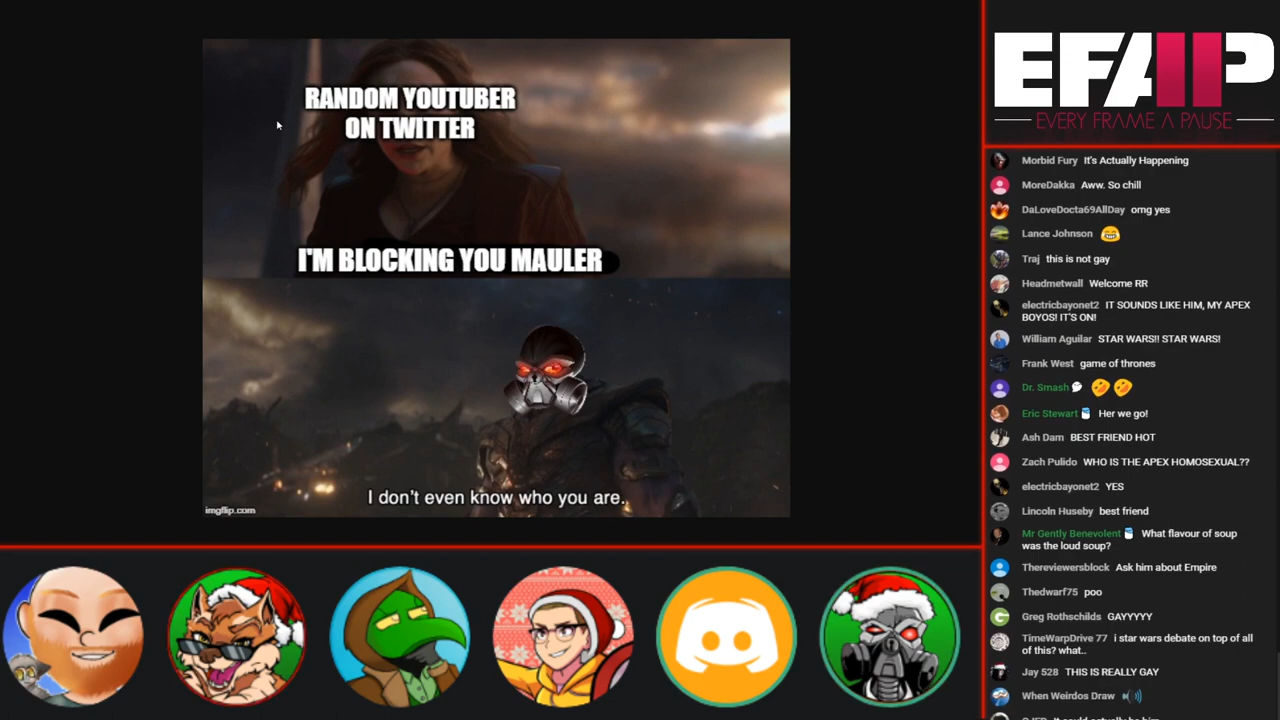 RANDOM YOUTUBER
ON TWITTER
I'M BLOCKING YOU MAULER
I don't even know who you are.
imgflip.com
EFAP
EVERY FRAME A PAUSE
Morbid Fury It's Actually Happening
MoreDakka Aww. So chill
DaLoveDocta69AllDay omg yes
Lance Johnson
Traj this is not gay
Headmetwall Welcome RR
electricbayonet2 IT SOUNDS LIKE HIM, MY APEX
BOYOS! IT'S ON!
William Aguilar STAR WARS!! STAR WARS!
Frank West game of thrones
Dr. Smash
Eric Stewart Her we go!
Ash Dam BEST FRIEND HOT
Zach Pulido WHO IS THE APEX HOMOSEXUAL??
electricbayonet2 YES
Lincoln Huseby best friend
Mr Gently Benevolent What flavour of soup
was the loud soup?
Thereviewersblock Ask him about Empire
Thedwarf75 poo
Greg Rothschilds GAYYYYY
TimeWarpDrive 77 i star wars debate on top of all
of this? what..
Jay 528 THIS IS REALLY GAY
When Weirdos Draw